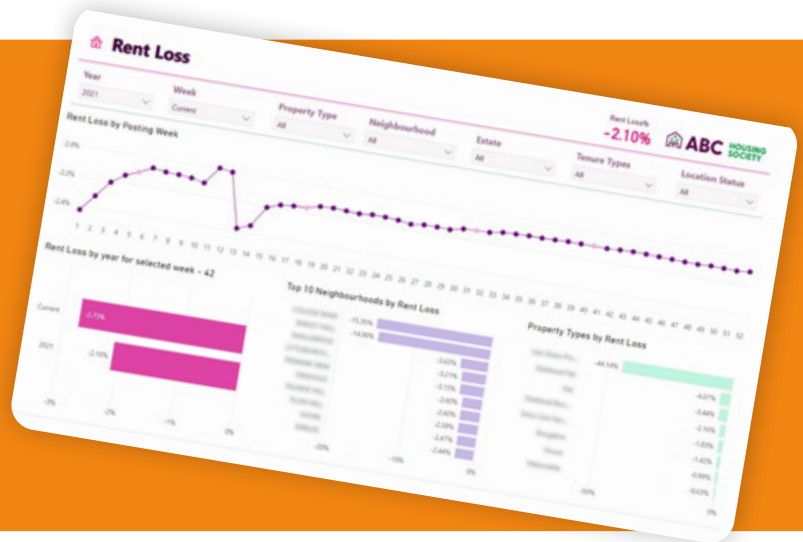 Rent Loss
Year
2021
Week
Current
Property Type
All
Neighbourhood
All
Estate
All
Tenure Types
All
Location Status
All
Rent Loss%
-2.10%
ABC HOUSING
SOCIETY
Rent Loss by Posting Week
-2.0%
-2.2%
-2.4%
1 2 3 4 5 6 7 8 9 10 11 12 13 14 15 16 17 18 19 20 21 22 23 24 25 26 27 28 29 30 31 32 33 34 35 36 37 38 39 40 41 42 43 44 45 46 47 48 49 50 51 52
Rent Loss by year for selected week - 42
Current
-2.75%
2021
-2.10%
-3%
-2%
-1%
0%
Top 10 Neighbourhoods by Rent Loss
-15.35%
-14.90%
-3.62%
-3.21%
-3.15%
-2.60%
-2.60%
-2.50%
-2.47%
-2.44%
-20%
-10%
0%
Property Types by Rent Loss
-44.14%
-4.07%
-3.44%
-2.16%
-1.83%
-1.42%
-0.98%
-0.63%
-50%
0%